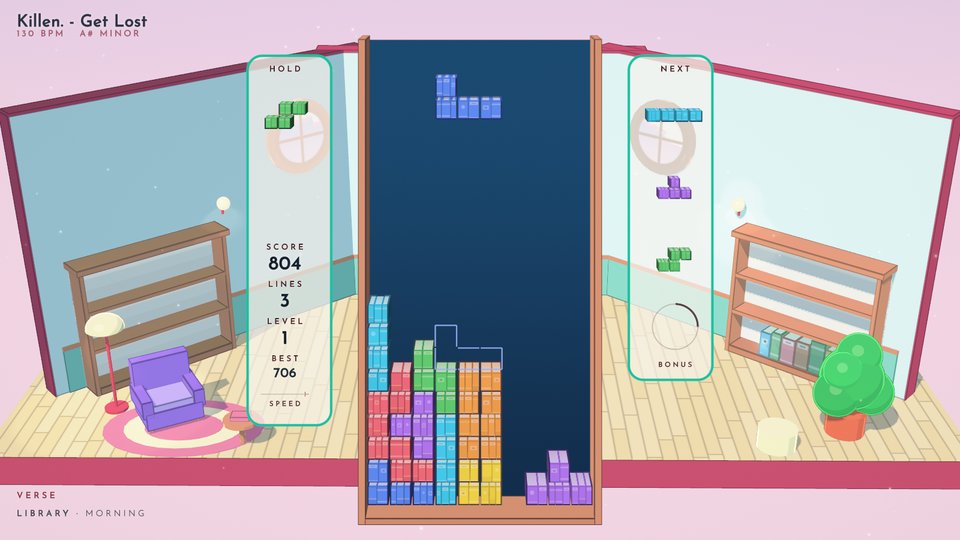 Killen. - Get Lost
130 BPM A# MINOR
HOLD
SCORE
804
LINES
3
LEVEL
1
BEST
706
SPEED
NEXT
BONUS
VERSE
LIBRARY · MORNING